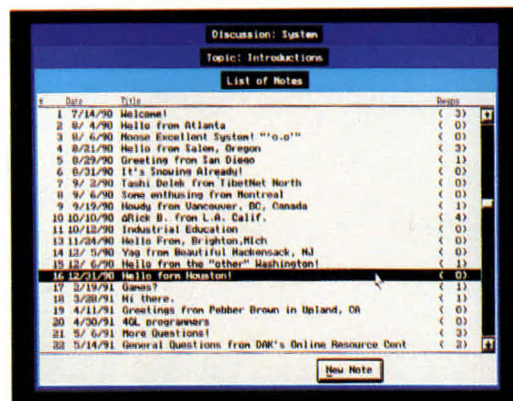 Discussion: System
Topic: Introductions
List of Notes
# Date Title Resps
1 7/14/90 Welcome! ( 3)
2 8/ 4/90 Hello from Atlanta ( 0)
3 8/ 6/90 Moose Excellent System! "'o.o'" ( 0)
4 8/21/90 Hello from Salem, Oregon ( 3)
5 8/29/90 Greeting from San Diego ( 1)
6 8/31/90 It's Snowing Already! ( 0)
7 9/ 2/90 Tashi Delek from TibetNet North ( 0)
8 9/ 6/90 Some enthusing from Montreal ( 0)
9 9/19/90 Howdy from Vancouver, BC, Canada ( 1)
10 10/10/90 ΔRick B. from L.A. Calif. ( 4)
11 10/12/90 Industrial Education ( 0)
13 11/24/90 Hello From, Brighton,Mich ( 0)
14 12/ 5/90 Yag from Beautiful Hackensack, NJ ( 0)
15 12/ 6/90 Hello from the "other" Washington! ( 1)
16 12/31/90 Hello form Houston! ( 0)
17 2/19/91 Games? ( 1)
18 3/28/91 Hi there. ( 1)
19 4/11/91 Greetings from Pebber Brown in Upland, CA ( 0)
20 4/30/91 4GL programmers ( 0)
21 5/ 6/91 More Questions! ( 3)
22 5/14/91 General Questions from DAK's Online Resource Cent ( 2)
New Note